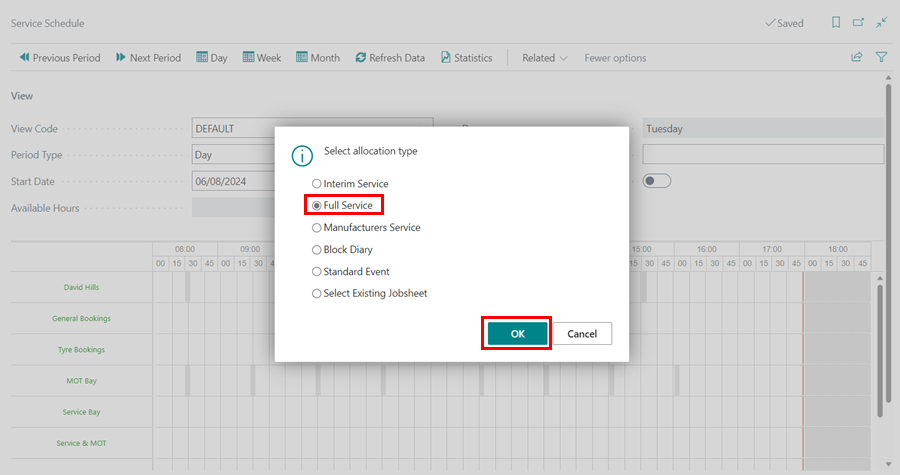 Service Schedule
Saved
Previous Period Next Period Day Week Month Refresh Data Statistics Related Fewer options
View
View Code DEFAULT
Period Type Day
Start Date 06/08/2024
Available Hours
Tuesday
Select allocation type
Interim Service
Full Service
Manufacturers Service
Block Diary
Standard Event
Select Existing Jobsheet
OK Cancel
08:00 09:00 15:00 16:00 17:00 18:00
00 15 30 45 00 15 30 45 15 30 45 00 15 30 45 00 15 30 45 00 15 30 45
David Hills
General Bookings
Tyre Bookings
MOT Bay
Service Bay
Service & MOT